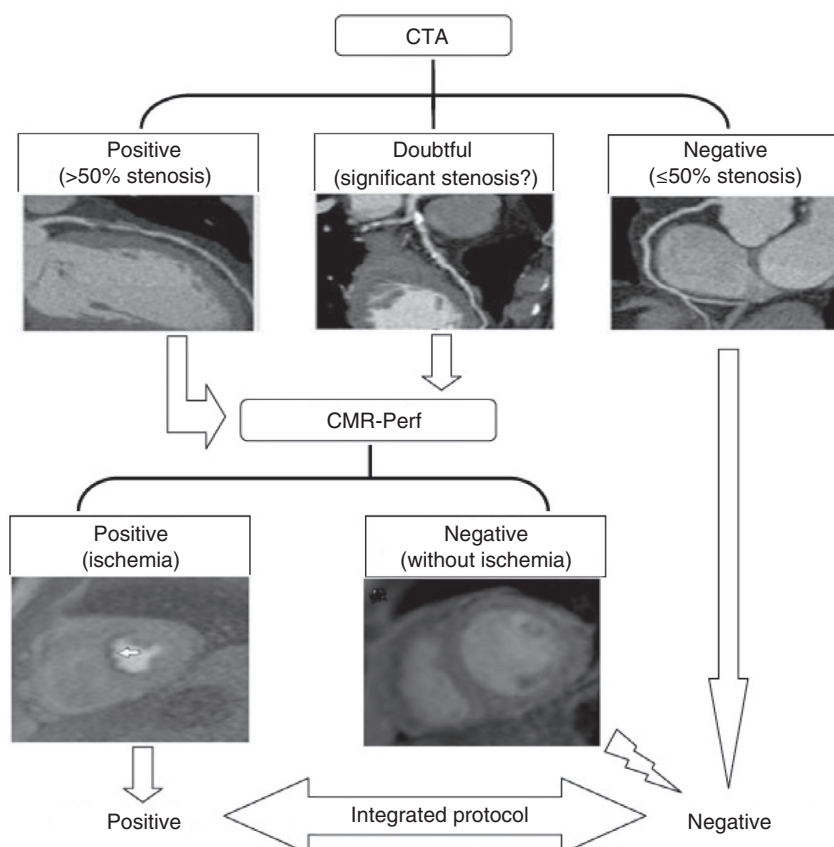 CTA
Positive
(>50% stenosis)
Doubtful
(significant stenosis?)
Negative
(≤50% stenosis)
CMR-Perf
Positive
(ischemia)
Negative
(without ischemia)
Positive
Integrated protocol
Negative